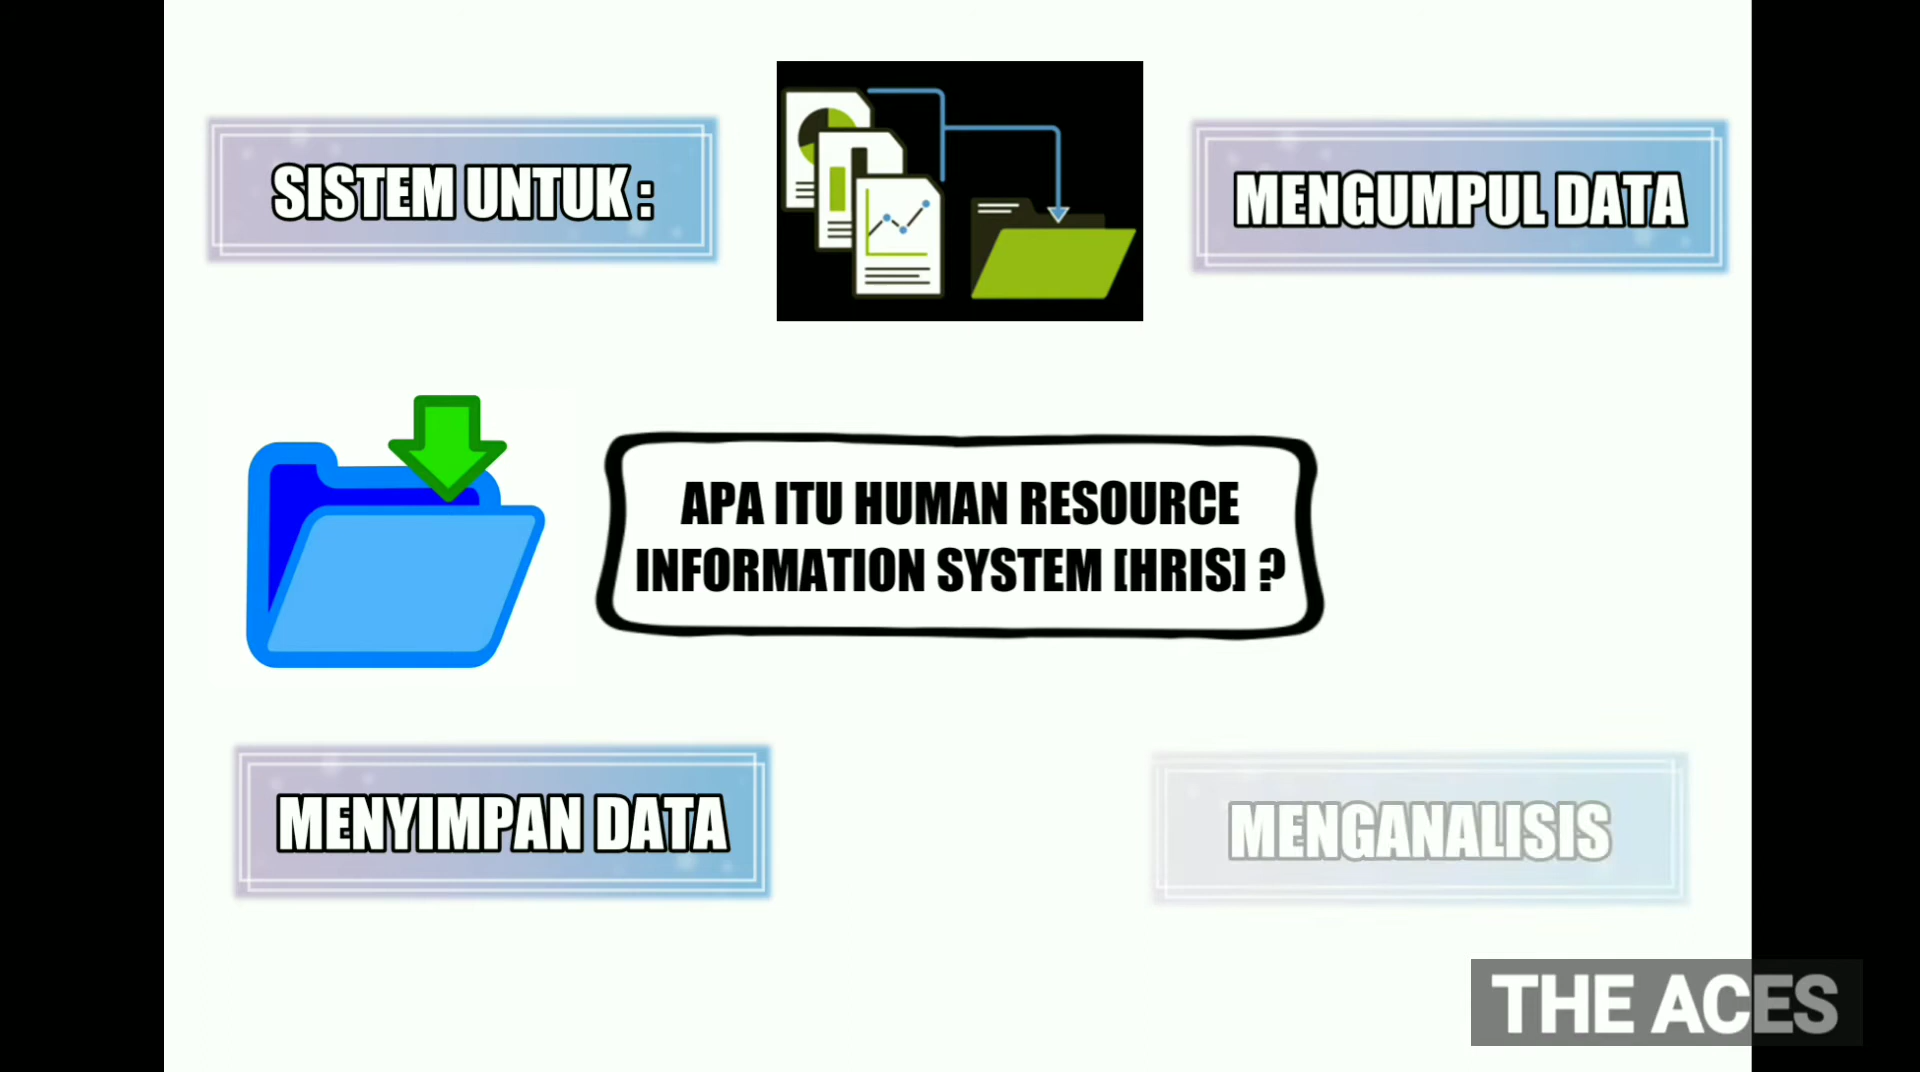 SISTEM UNTUK :
MENGUMPUL DATA
APA ITU HUMAN RESOURCE
INFORMATION SYSTEM [HRIS] ?
MENYIMPAN DATA
MENGANALISIS
THE ACES